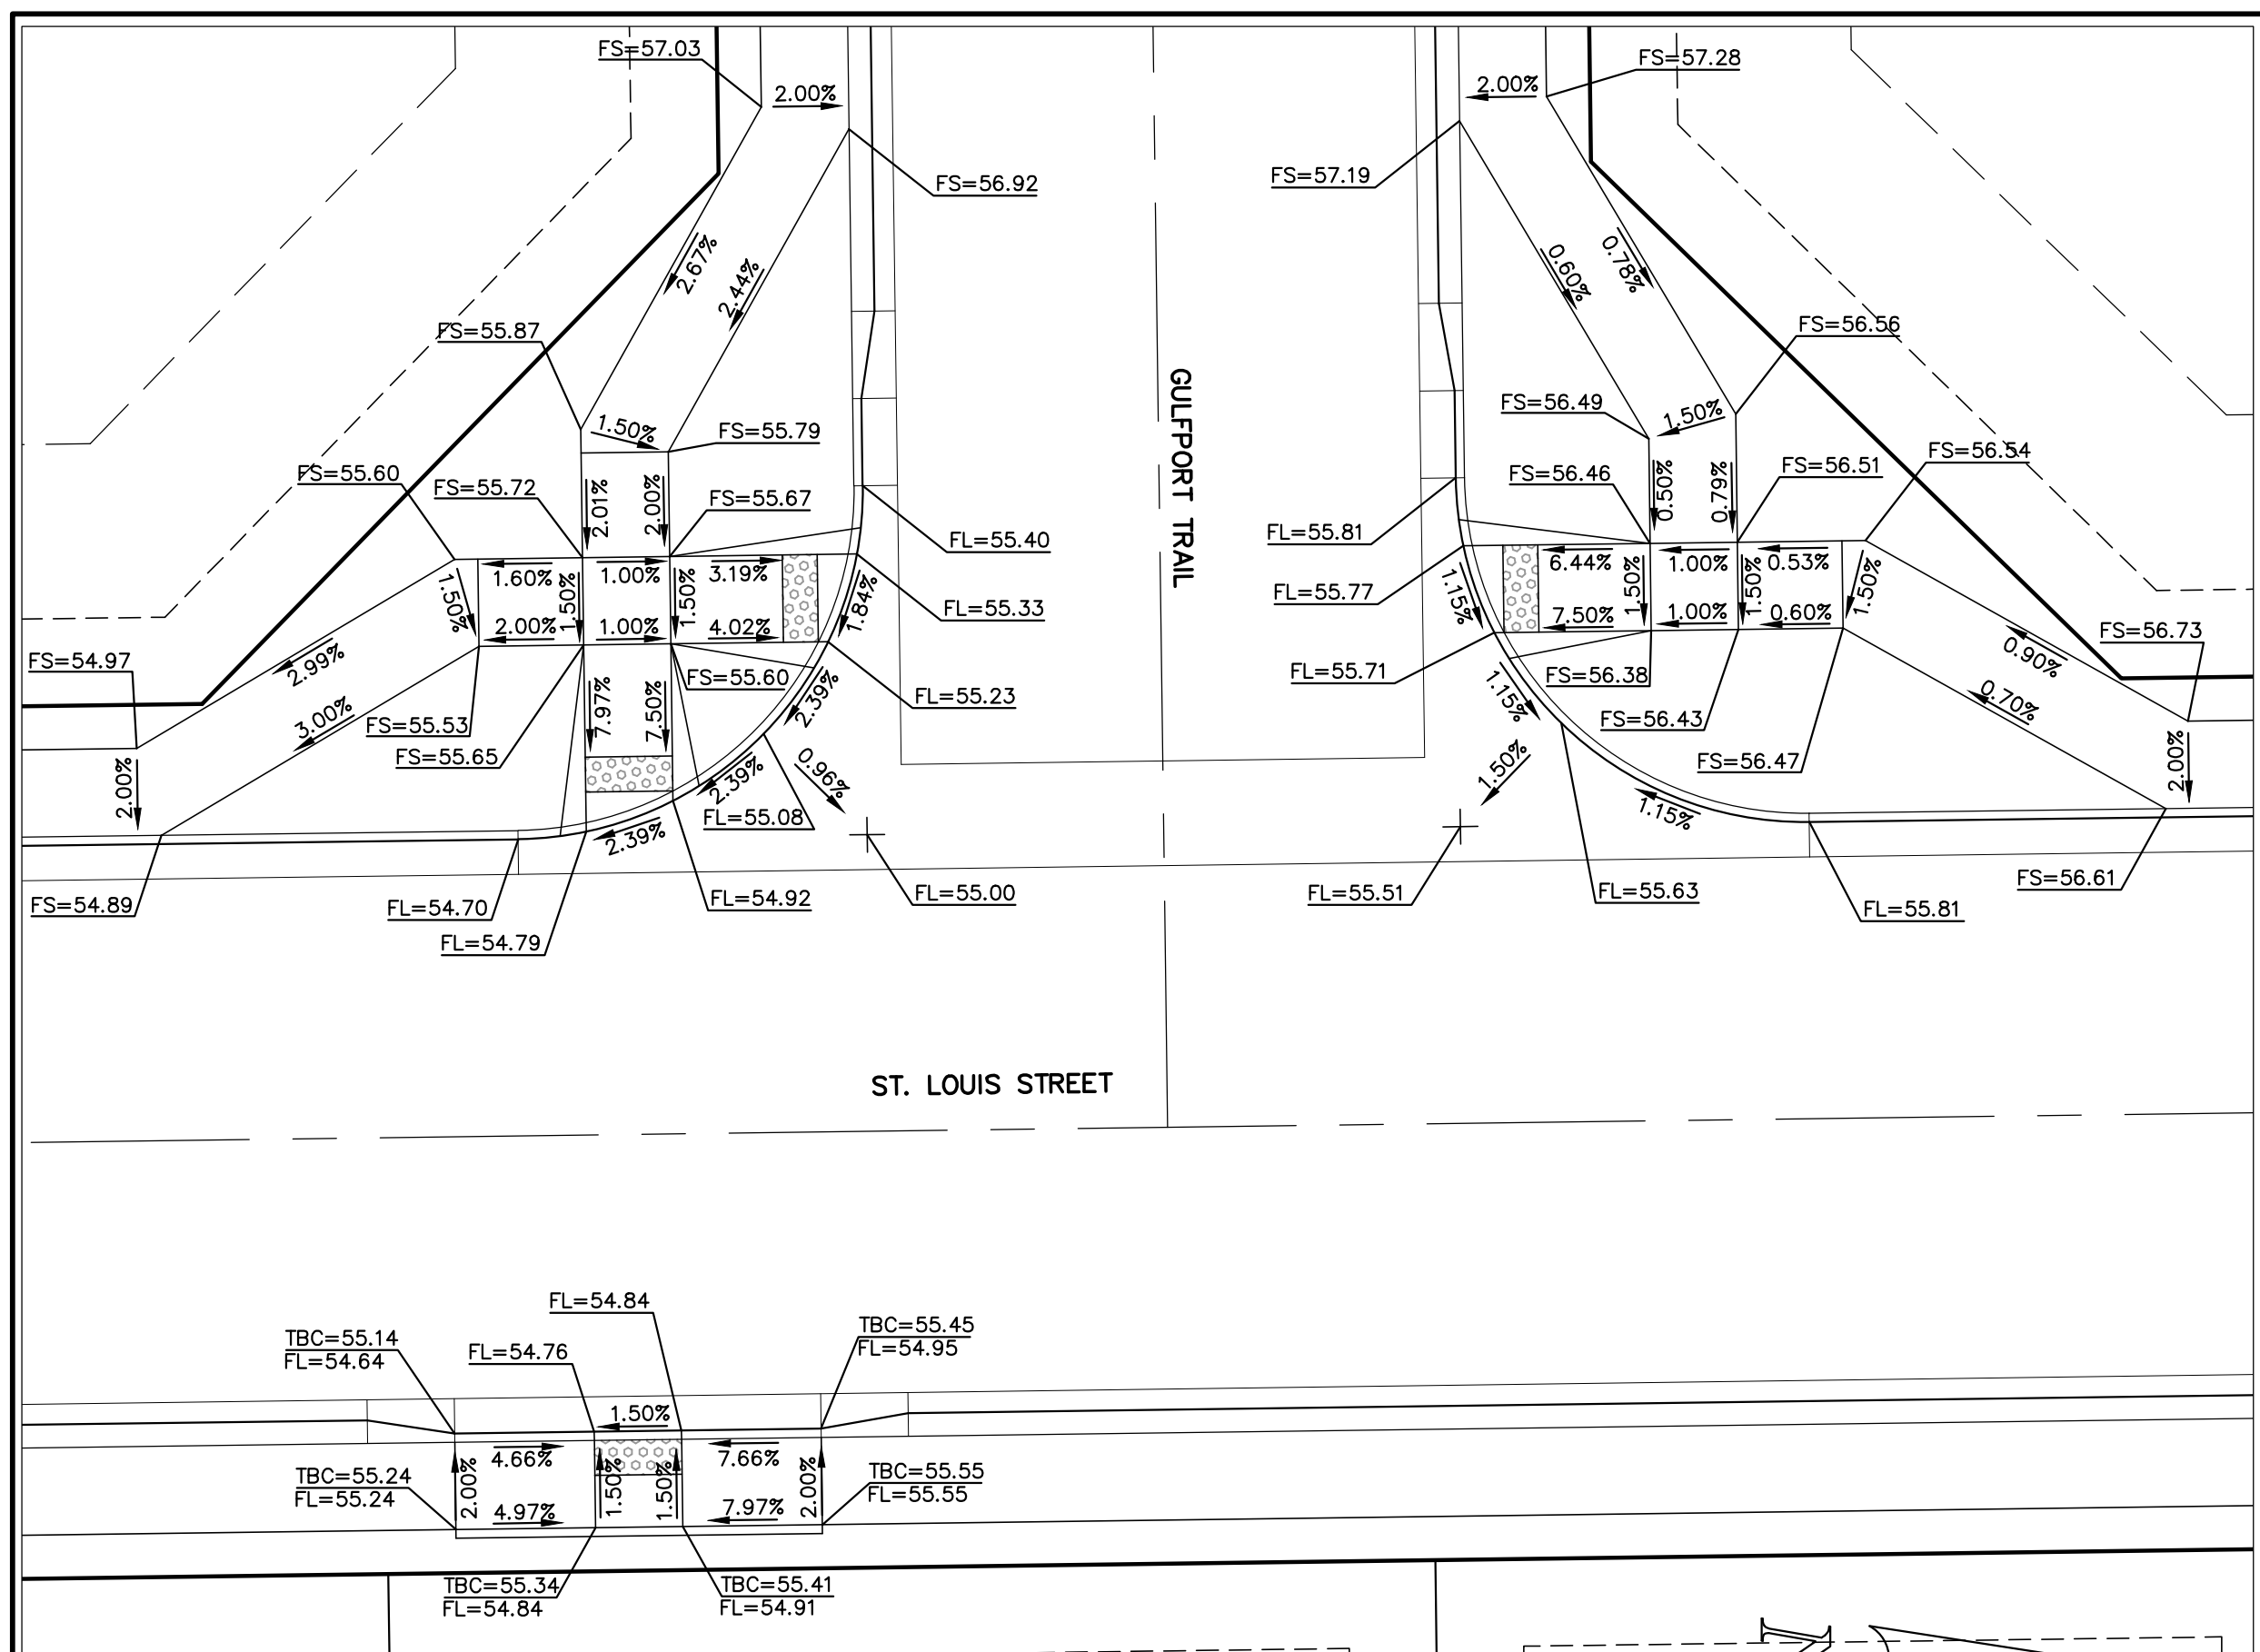 FS=57.03
2.00%
FS=56.92
2.67%
2.44%
FS=55.87
1.50%
FS=55.79
FS=55.60
FS=55.72
2.01%
2.00%
FS=55.67
FL=55.40
1.60%
1.00%
3.19%
1.50%
1.50%
1.50%
FL=55.33
1.84%
2.00%
1.00%
4.02%
FS=54.97
2.99%
3.00%
FS=55.60
FL=55.23
FS=55.53
FS=55.65
7.97%
7.50%
2.39%
2.00%
2.39%
0.96%
FL=55.08
2.39%
FS=54.89
FL=54.70
FL=54.79
FL=54.92
FL=55.00
GULFPORT TRAIL
FS=57.28
2.00%
FS=57.19
0.60%
0.78%
FS=56.56
FS=56.49
1.50%
FS=56.54
FS=56.46
0.50%
0.79%
FS=56.51
FL=55.81
6.44%
1.00%
0.53%
FL=55.77
1.15%
1.50%
1.50%
1.50%
7.50%
1.00%
0.60%
FS=56.73
0.90%
FL=55.71
1.15%
FS=56.38
0.70%
FS=56.43
FS=56.47
2.00%
1.50%
1.15%
FL=55.51
FL=55.63
FL=55.81
FS=56.61
ST. LOUIS STREET
FL=54.84
TBC=55.14
FL=54.64
FL=54.76
TBC=55.45
FL=54.95
1.50%
4.66%
7.66%
TBC=55.24
FL=55.24
2.00%
1.50%
1.50%
2.00%
TBC=55.55
FL=55.55
4.97%
7.97%
TBC=55.34
FL=54.84
TBC=55.41
FL=54.91